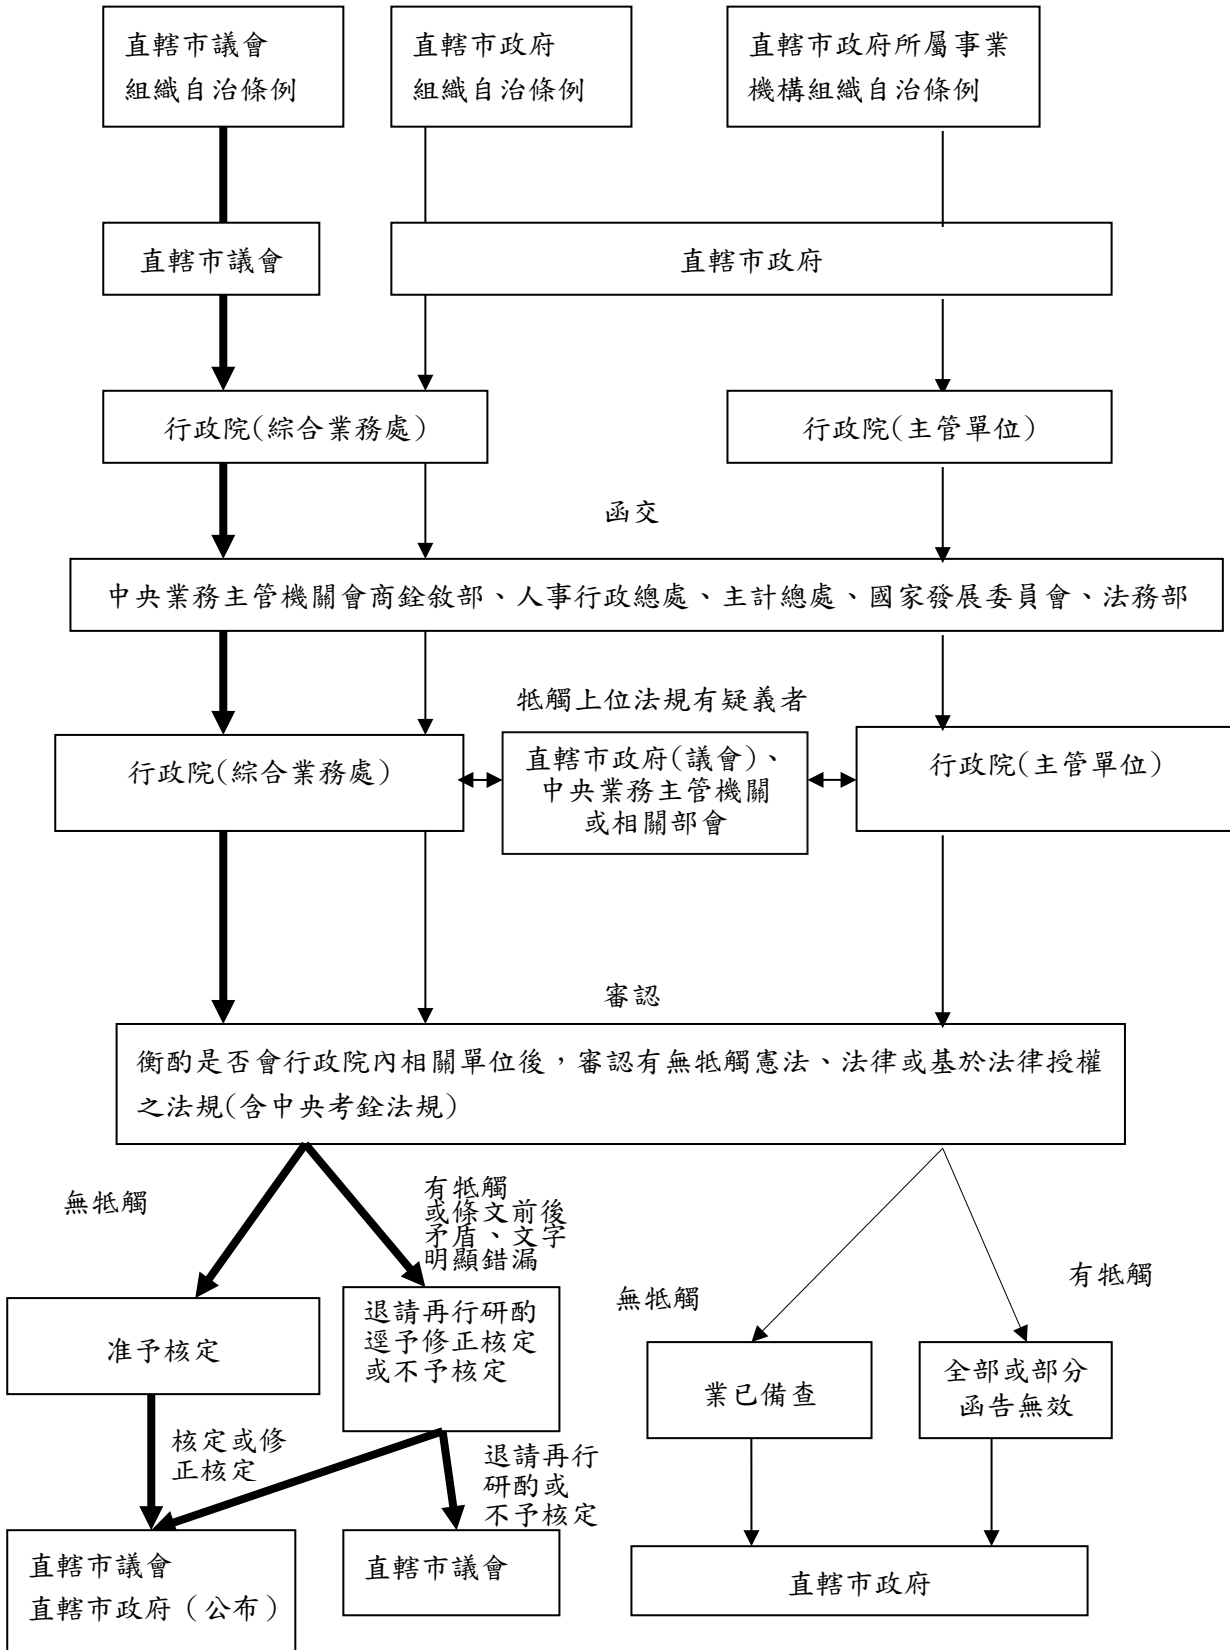 直轄市議會
組織自治條例
直轄市政府
組織自治條例
直轄市政府所屬事業
機構組織自治條例
直轄市議會
直轄市政府
行政院(綜合業務處)
行政院(主管單位)
函交
中央業務主管機關會商銓敘部、人事行政總處、主計總處、國家發展委員會、法務部
牴觸上位法規有疑義者
行政院(綜合業務處)
直轄市政府(議會)、
中央業務主管機關
或相關部會
行政院(主管單位)
審認
衡酌是否會行政院內相關單位後，審認有無牴觸憲法、法律或基於法律授權
之法規(含中央考銓法規)
無牴觸
有牴觸
或條文前後
矛盾、文字
明顯錯漏
無牴觸
有牴觸
准予核定
退請再行研酌
逕予修正核定
或不予核定
業已備查
全部或部分
函告無效
核定或修
正核定
退請再行
研酌或
不予核定
直轄市議會
直轄市政府（公布）
直轄市議會
直轄市政府